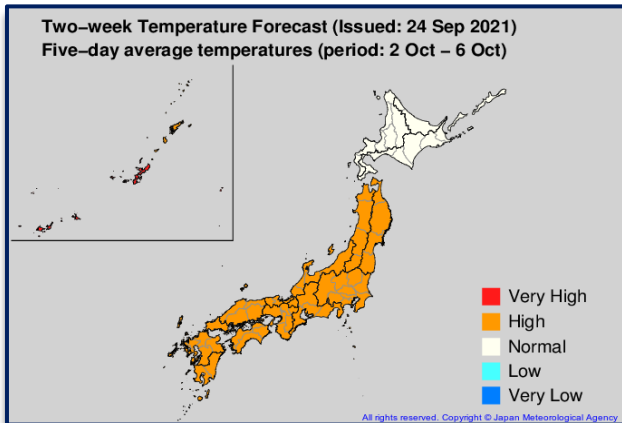 Two-week Temperature Forecast (Issued: 24 Sep 2021)
Five-day average temperatures (period: 2 Oct - 6 Oct)
Very High
High
Normal
Low
Very Low
All rights reserved. Copyright © Japan Meteorological Agency